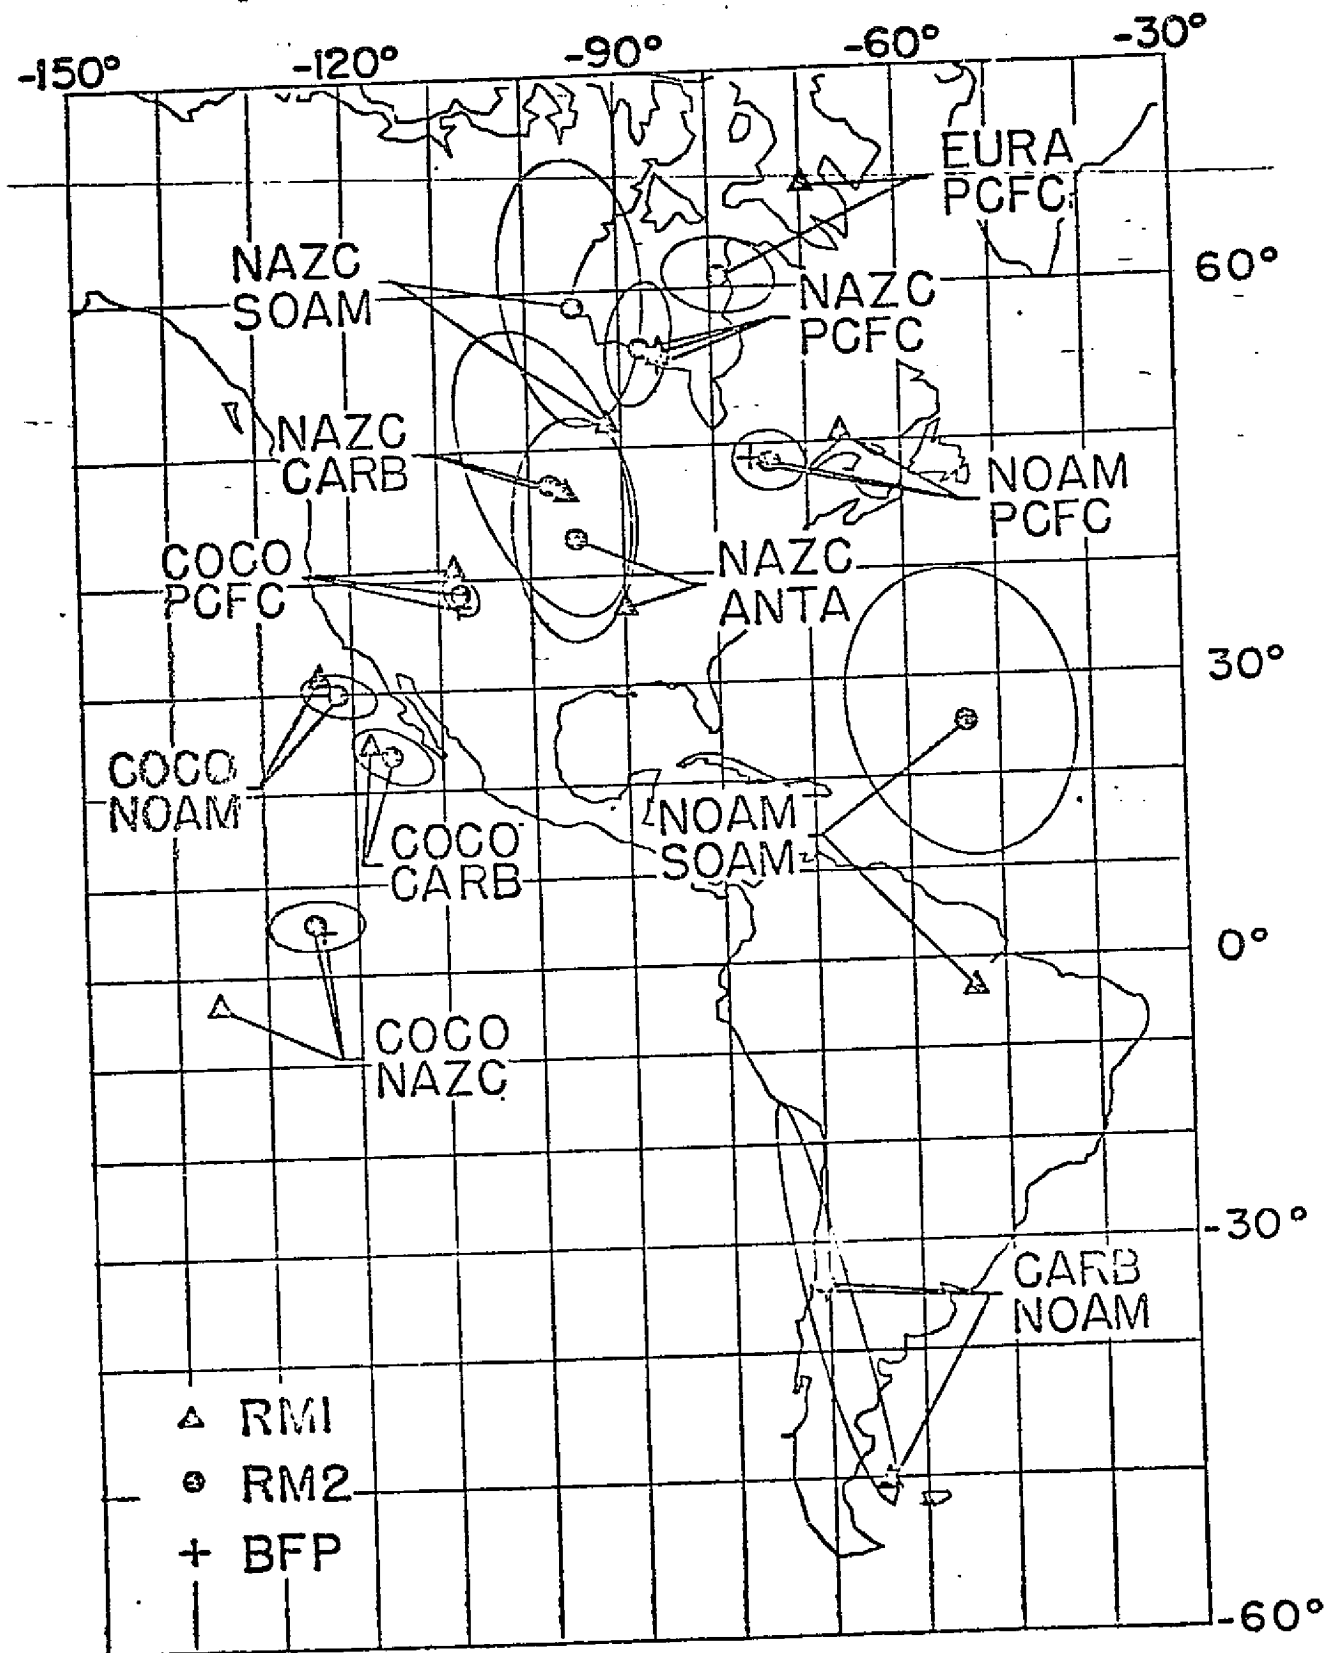 -150° -120° -90° -60° -30°
EURA
PCFC
NAZC
SOAM
60°
NAZC
PCFC
NAZC
CARB
NOAM
PCFC
COCO
PCFC
NAZC
ANTA
30°
COCO
NOAM
NOAM
SOAM
COCO
CARB
0°
COCO
NAZC
-30°
CARB
NOAM
RM1
RM2
BFP
-60°